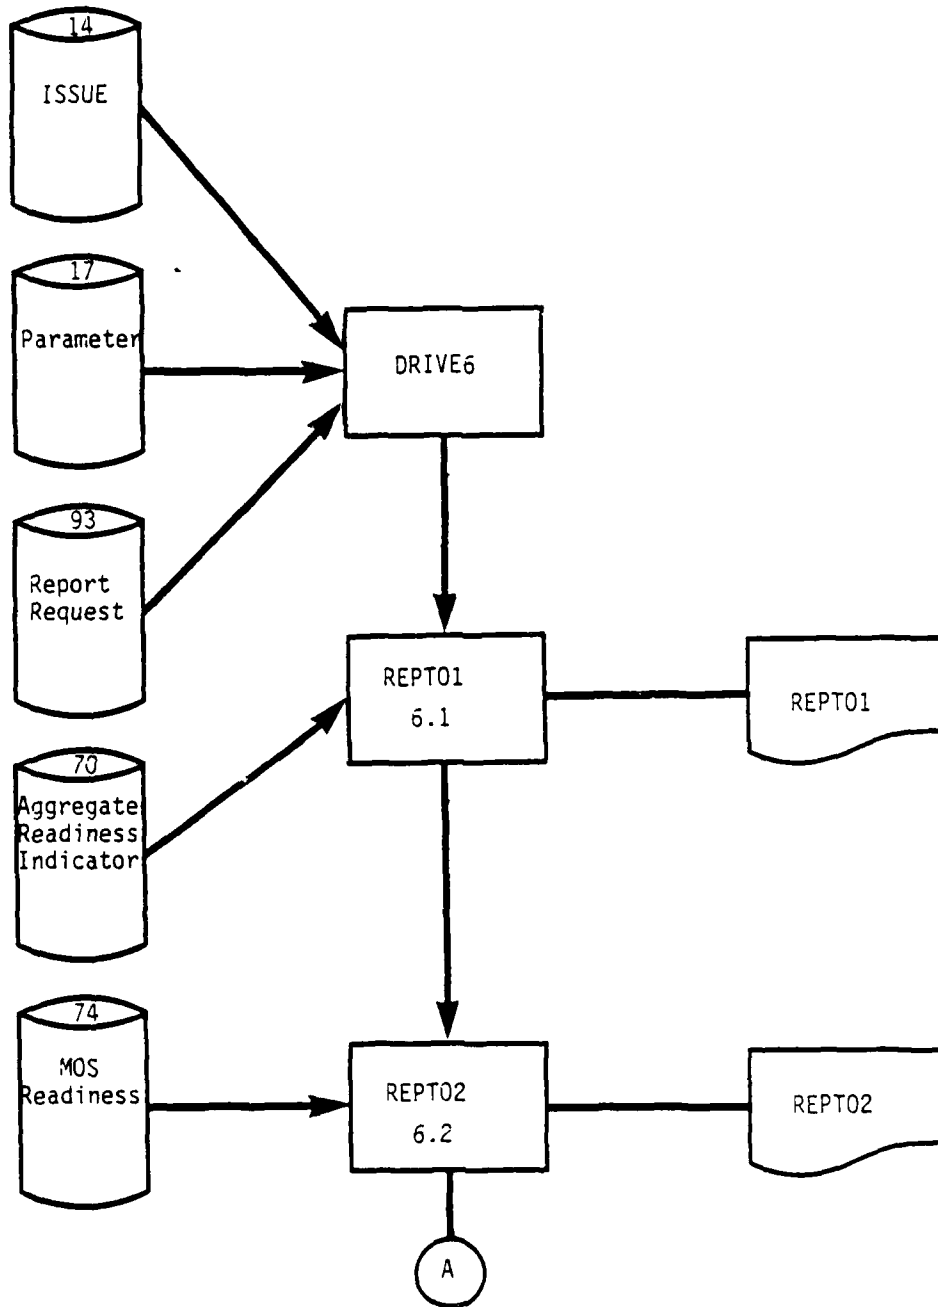 14
ISSUE
17
Parameter
DRIVE6
93
Report
Request
REPT01
6.1
REPT01
70
Aggregate
Readiness
Indicator
74
MOS
Readiness
REPT02
6.2
REPT02
A